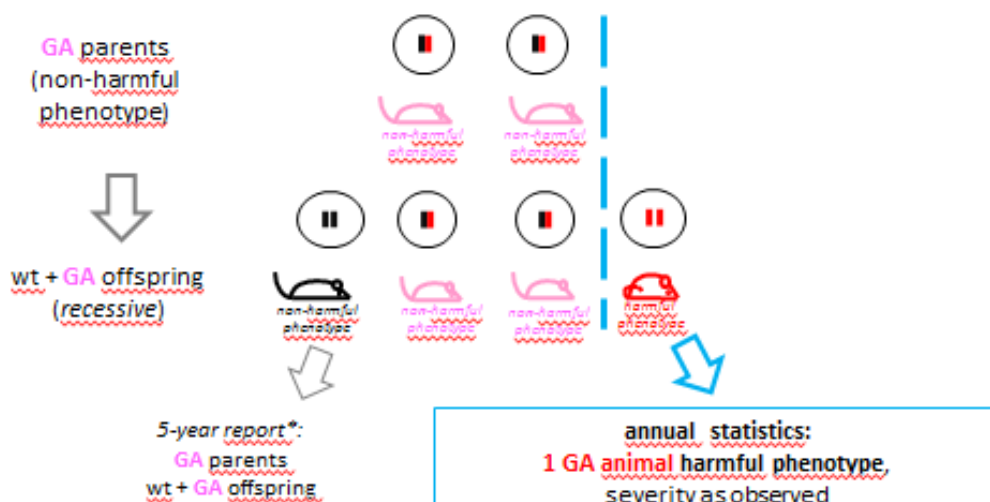 GA parents
(non-harmful
phenotype)
non-harmful
phenotype
non-harmful
phenotype
wt + GA offspring
(recessive)
non-harmful
phenotype
non-harmful
phenotype
non-harmful
phenotype
harmful
phenotype
5-year report*:
GA parents
wt + GA offspring
annual statistics:
1 GA animal harmful phenotype,
severity as observed